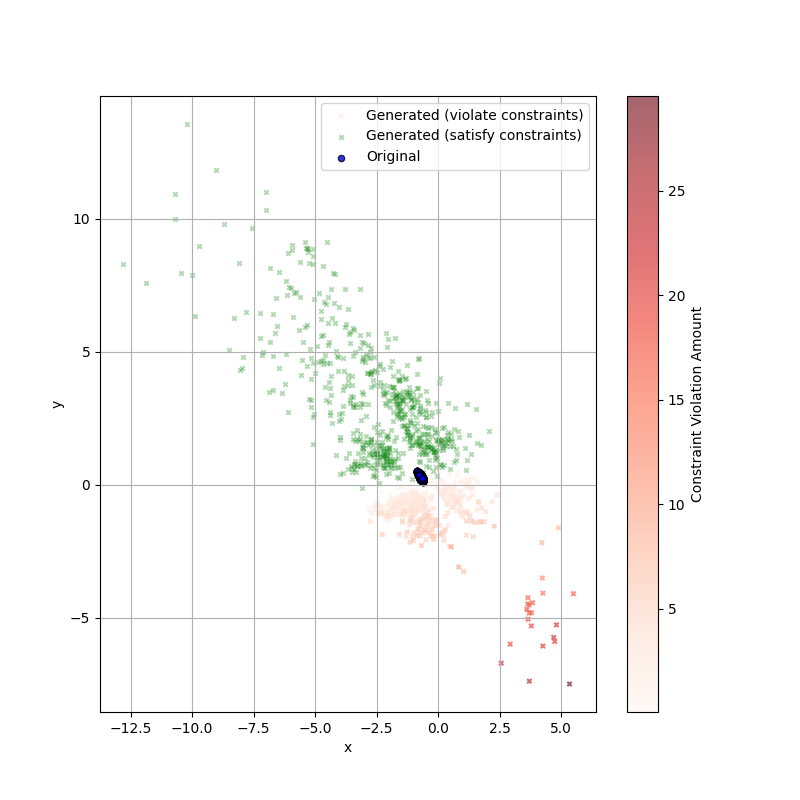 Generated (violate constraints)
Generated (satisfy constraints)
Original
10
5
0
−5
y
−12.5
−10.0
−7.5
−5.0
−2.5
0.0
2.5
5.0
x
25
20
15
10
5
Constraint Violation Amount